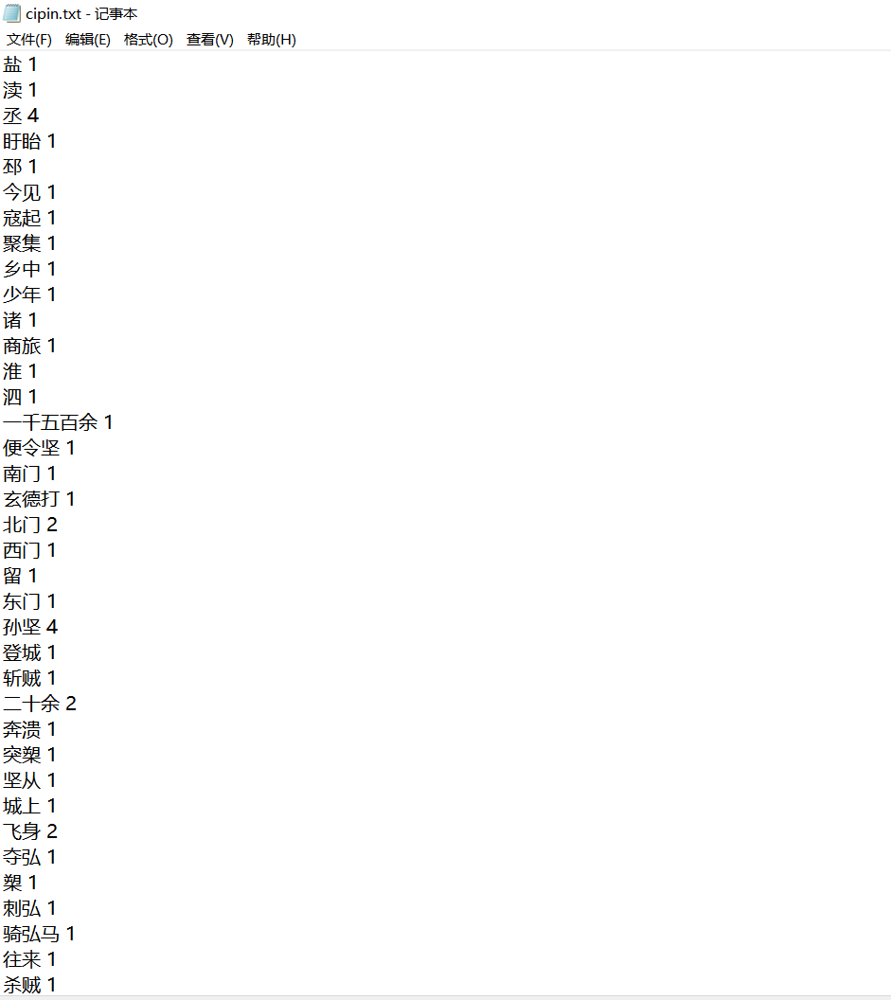 cipin.txt - 记事本
文件(F) 编辑(E) 格式(O) 查看(V) 帮助(H)
盐 1
渎 1
丞 4
盱眙 1
邳 1
今见 1
寇起 1
聚集 1
乡中 1
少年 1
诸 1
商旅 1
淮 1
泗 1
一千五百余 1
便令坚 1
南门 1
玄德打 1
北门 2
西门 1
留 1
东门 1
孙坚 4
登城 1
斩贼 1
二十余 2
奔溃 1
突槊 1
坚从 1
城上 1
飞身 2
夺弘 1
槊 1
刺弘 1
骑弘马 1
往来 1
杀贼 1